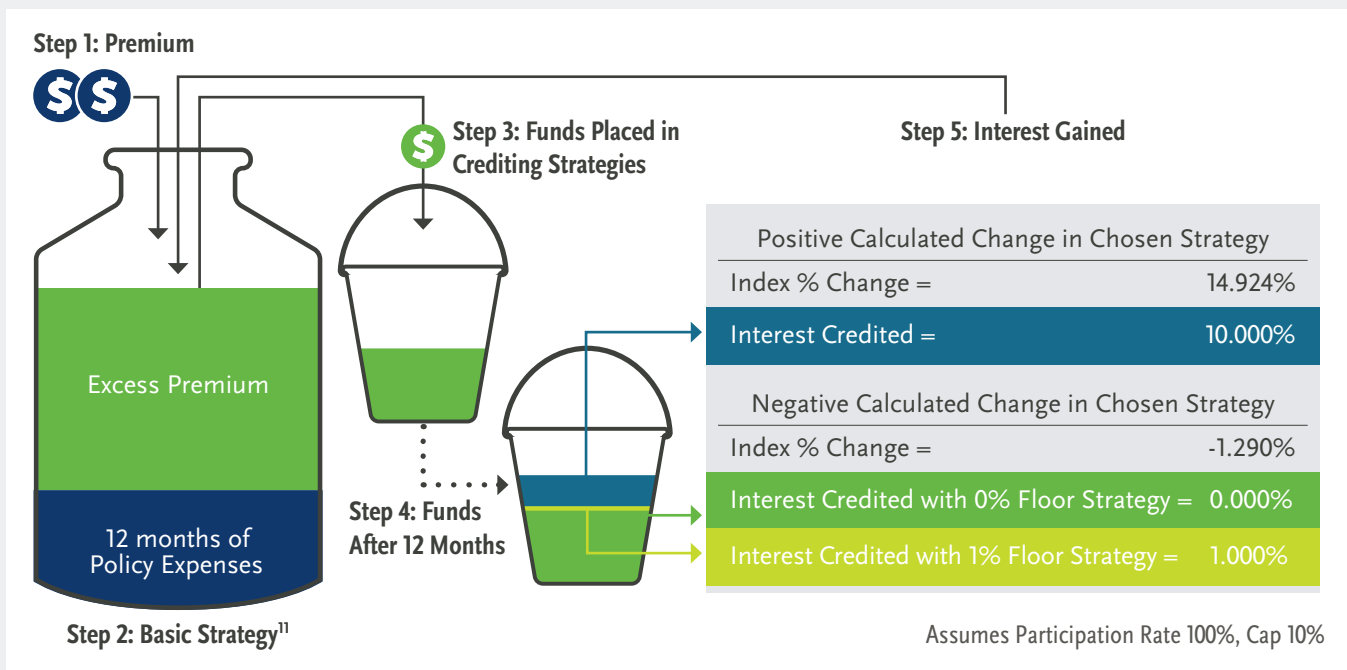 Step 1: Premium
$ $
$
Step 3: Funds Placed in
Crediting Strategies
Step 5: Interest Gained
Positive Calculated Change in Chosen Strategy
Index % Change = 14.924%
Interest Credited = 10.000%
Excess Premium
Negative Calculated Change in Chosen Strategy
Index % Change = -1.290%
Interest Credited with 0% Floor Strategy = 0.000%
Interest Credited with 1% Floor Strategy = 1.000%
Step 4: Funds
After 12 Months
12 months of
Policy Expenses
Step 2: Basic Strategy¹¹
Assumes Participation Rate 100%, Cap 10%